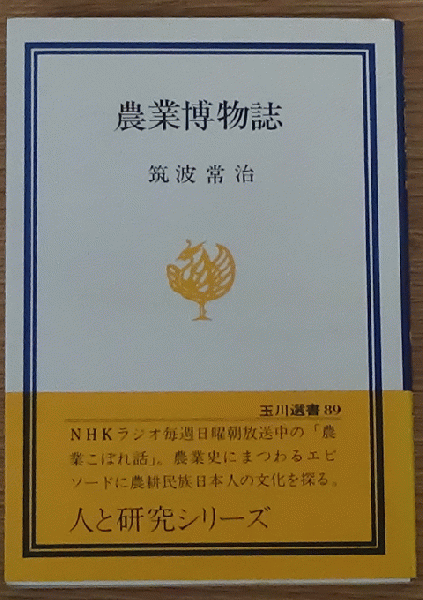 農業博物誌
筑波常治
玉川選書 89
NHKラジオ毎週日曜朝放送中の「農
業こぼれ話」。農業史にまつわるエピ
ソードに農耕民族日本人の文化を探る。
人と研究シリーズ